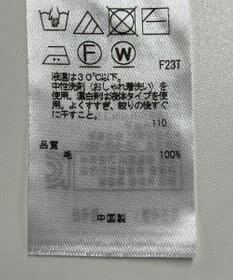 F
W
F23T
液温は30℃以下。
中性洗剤(おしゃれ着洗い)を
使用。漂白剤は液体タイプを使
用。よくすすぎ、絞りの後すぐ
に干すこと。
110
品質
毛 100%
中国製